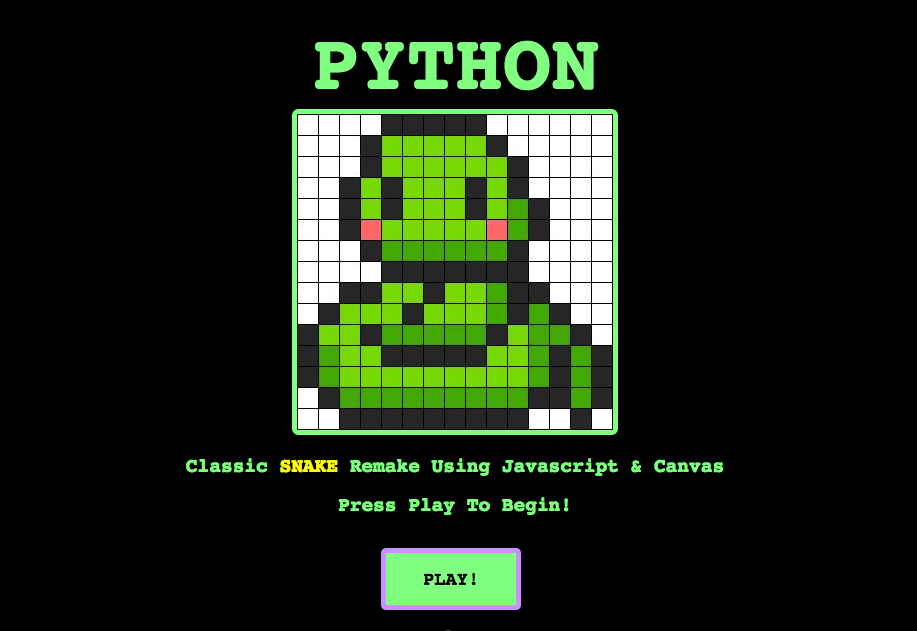 PYTHON
Classic SNAKE Remake Using Javascript & Canvas
Press Play To Begin!
PLAY!